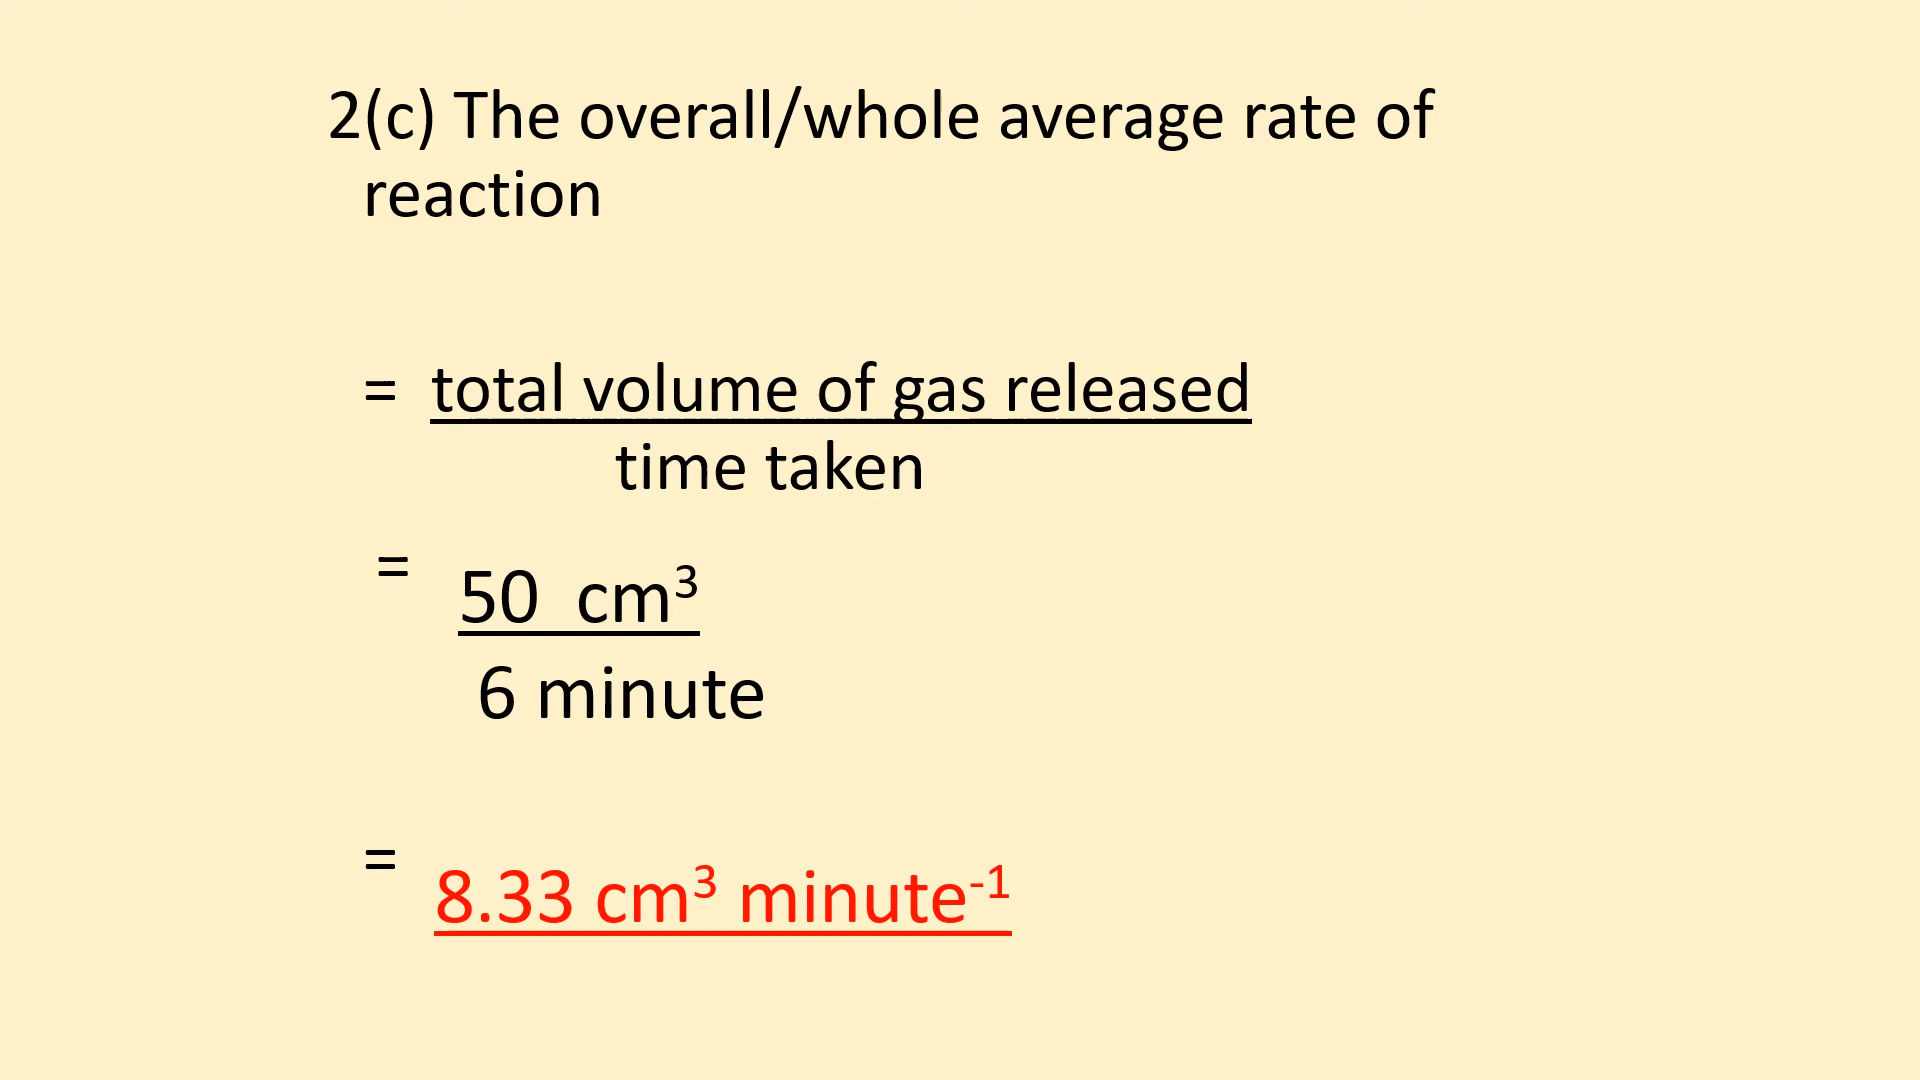 2(c) The overall/whole average rate of
reaction
= total volume of gas released
time taken
= 50 cm³
6 minute
= 8.33 cm³ minute⁻¹